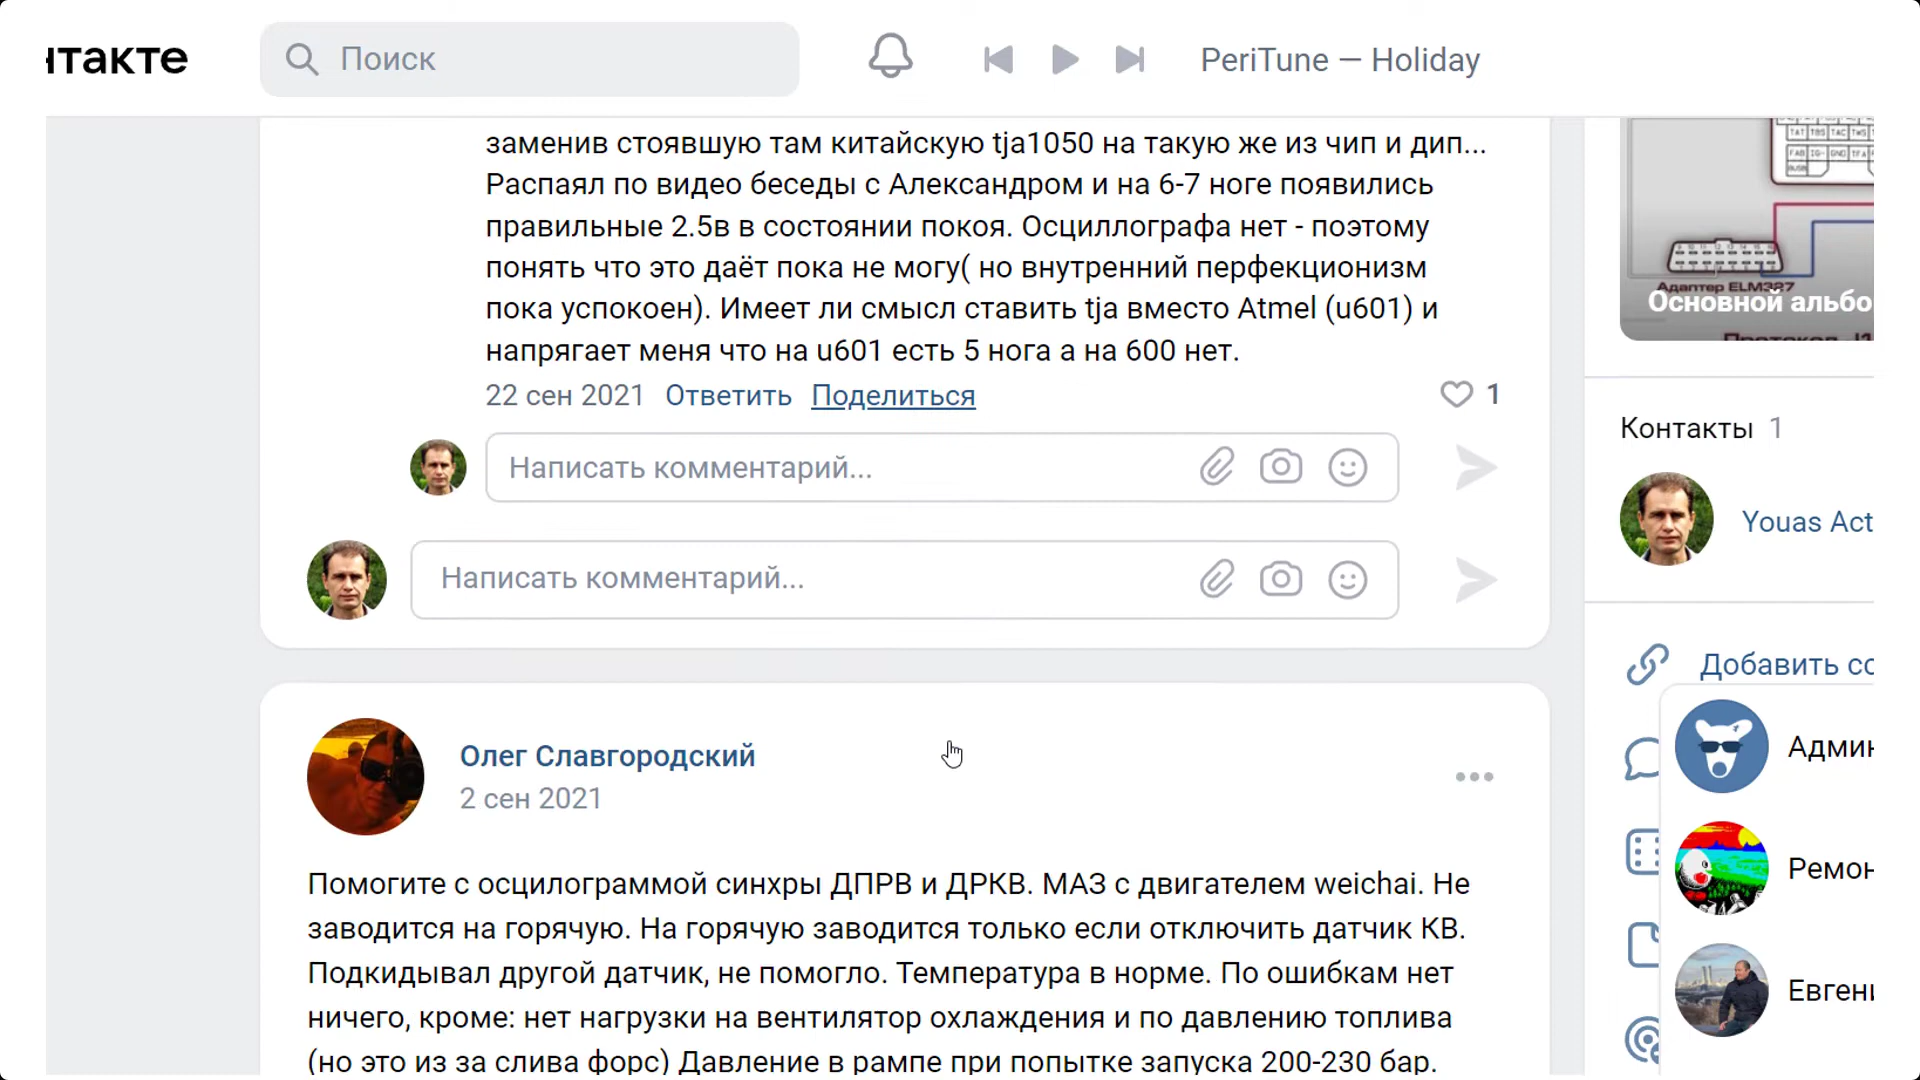 нтакте
Поиск
PeriTune — Holiday
заменив стоявшую там китайскую tja1050 на такую же из чип и дип...
Распаял по видео беседы с Александром и на 6-7 ноге появились
правильные 2.5в в состоянии покоя. Осциллографа нет - поэтому
понять что это даёт пока не могу( но внутренний перфекционизм
пока успокоен). Имеет ли смысл ставить tja вместо Atmel (u601) и
напрягает меня что на u601 есть 5 нога а на 600 нет.
22 сен 2021 Ответить Поделиться
1
Написать комментарий...
Написать комментарий...
Олег Славгородский
2 сен 2021
Помогите с осцилограммой синхры ДПРВ и ДРКВ. МАЗ с двигателем weichai. Не
заводится на горячую. На горячую заводится только если отключить датчик КВ.
Подкидывал другой датчик, не помогло. Температура в норме. По ошибкам нет
ничего, кроме: нет нагрузки на вентилятор охлаждения и по давлению топлива
(но это из за слива форс) Давление в рампе при попытке запуска 200-230 бар.
Адаптер ELM327
Основной альбо
Контакты 1
Youas Act
Добавить сс
Админ
Ремон
Евгени